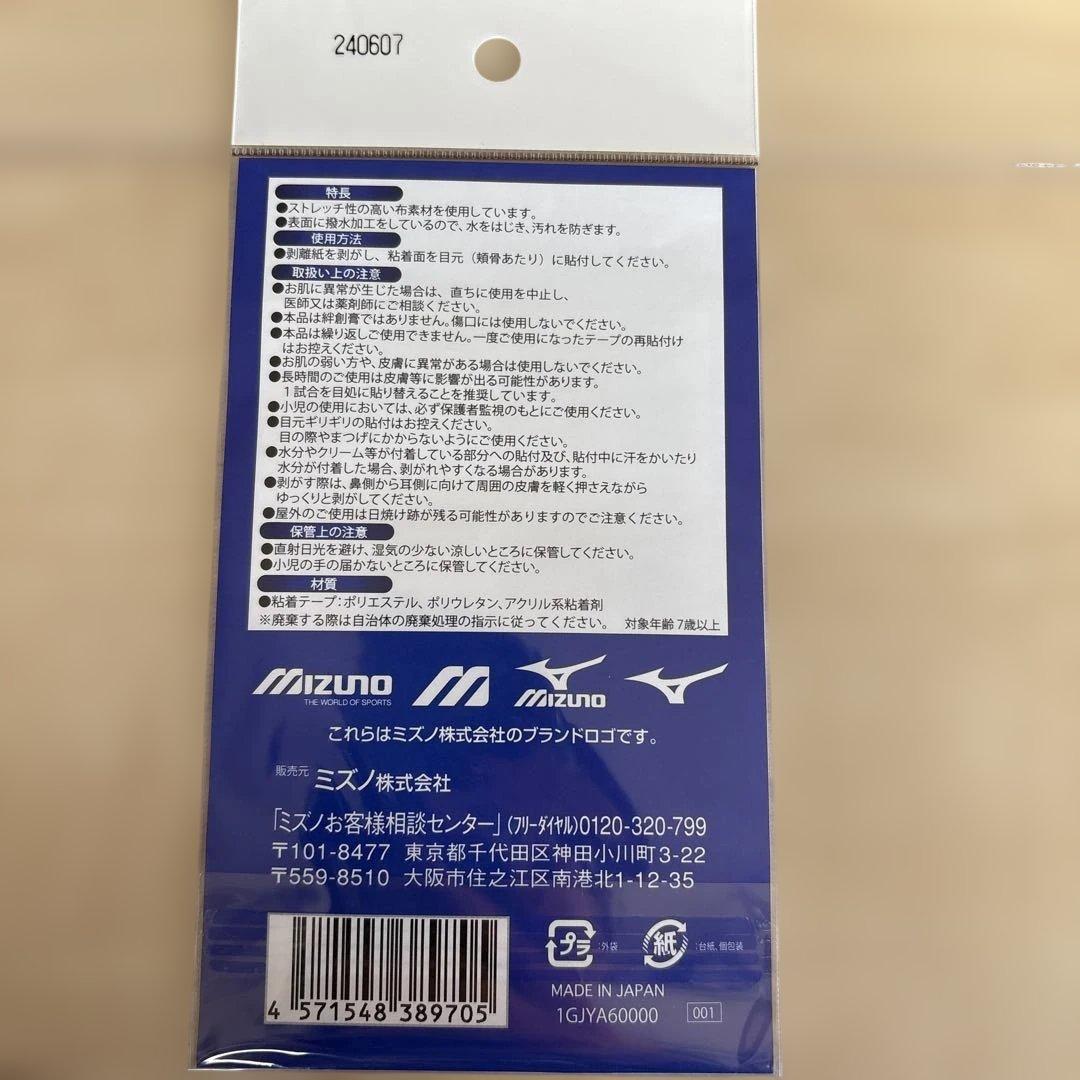 240607
特長
●ストレッチ性の高い布素材を使用しています。
●表面に撥水加工をしているので、水をはじき、汚れを防ぎます。
使用方法
●剥離紙を剥がし、粘着面を目元（頬骨あたり）に貼付してください。
取扱い上の注意
●お肌に異常が生じた場合は、直ちに使用を中止し、
医師又は薬剤師にご相談ください。
●本品は絆創膏ではありません。傷口には使用しないでください。
●本品は繰り返しご使用できません。一度ご使用になったテープの再貼付け
はお控えください。
●お肌の弱い方や、皮膚に異常がある場合は使用しないでください。
●長時間のご使用は皮膚等に影響が出る可能性があります。
1試合を目処に貼り替えることを推奨しています。
●小児の使用においては、必ず保護者監視のもとにご使用ください。
●目元ギリギリの貼付はお控えください。
目の際やまつげにかからないようにご使用ください。
●水分やクリーム等が付着している部分への貼付及び、貼付中に汗をかいたり
水分が付着した場合、剥がれやすくなる場合があります。
●剥がす際は、鼻側から耳側に向けて周囲の皮膚を軽く押さえながら
ゆっくりと剥がしてください。
●屋外のご使用は日焼け跡が残る可能性がありますのでご注意ください。
保管上の注意
●直射日光を避け、湿気の少ない涼しいところに保管してください。
●小児の手の届かないところに保管してください。
材質
●粘着テープ：ポリエステル、ポリウレタン、アクリル系粘着剤
※廃棄する際は自治体の廃棄処理の指示に従ってください。 対象年齢 7歳以上
MIZUNO
THE WORLD OF SPORTS
M
MIZUNO
これらはミズノ株式会社のブランドロゴです。
販売元 ミズノ株式会社
「ミズノお客様相談センター」（フリーダイヤル）0120-320-799
〒101-8477 東京都千代田区神田小川町3-22
〒559-8510 大阪市住之江区南港北1-12-35
プラ ：外袋 紙 ：台紙、個包装
MADE IN JAPAN
1GJYA60000 001
4 571548 389705